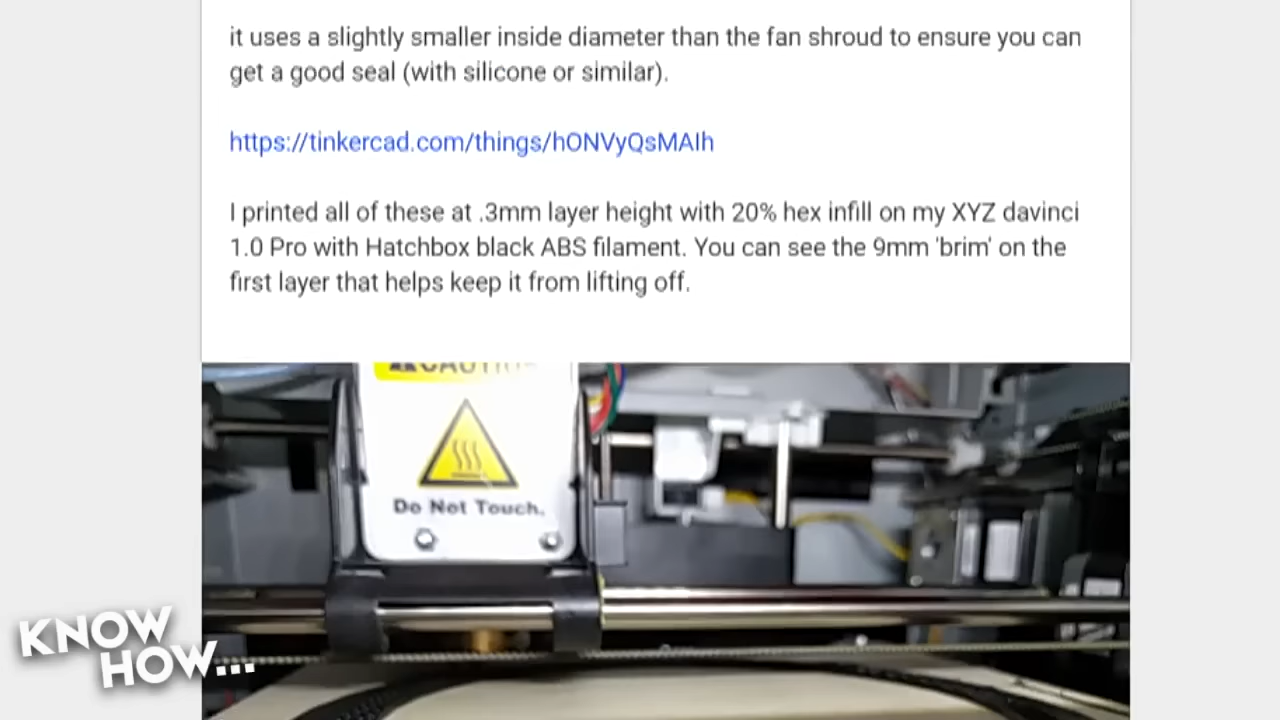 it uses a slightly smaller inside diameter than the fan shroud to ensure you can
get a good seal (with silicone or similar).
https://tinkercad.com/things/hONVyQsMAIh
I printed all of these at .3mm layer height with 20% hex infill on my XYZ davinci
1.0 Pro with Hatchbox black ABS filament. You can see the 9mm 'brim' on the
first layer that helps keep it from lifting off.
CAUTION
Do Not Touch.
KNOW
HOW...